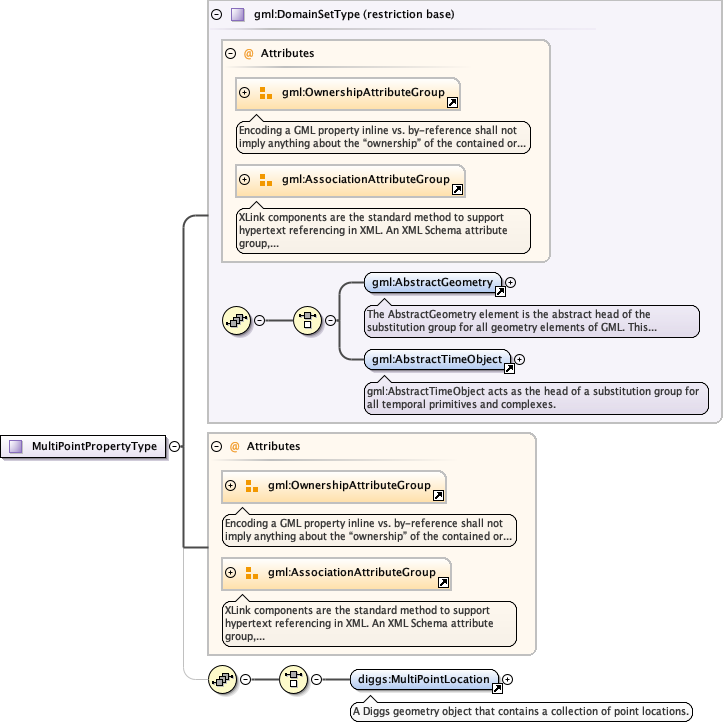 gml:DomainSetType (restriction base)
@ Attributes
gml:OwnershipAttributeGroup
Encoding a GML property inline vs. by-reference shall not
imply anything about the “ownership” of the contained or...
gml:AssociationAttributeGroup
XLink components are the standard method to support
hypertext referencing in XML. An XML Schema attribute
group,...
gml:AbstractGeometry
The AbstractGeometry element is the abstract head of the
substitution group for all geometry elements of GML. This...
gml:AbstractTimeObject
gml:AbstractTimeObject acts as the head of a substitution group for
all temporal primitives and complexes.
MultiPointPropertyType
@ Attributes
gml:OwnershipAttributeGroup
Encoding a GML property inline vs. by-reference shall not
imply anything about the “ownership” of the contained or...
gml:AssociationAttributeGroup
XLink components are the standard method to support
hypertext referencing in XML. An XML Schema attribute
group,...
diggs:MultiPointLocation
A Diggs geometry object that contains a collection of point locations.